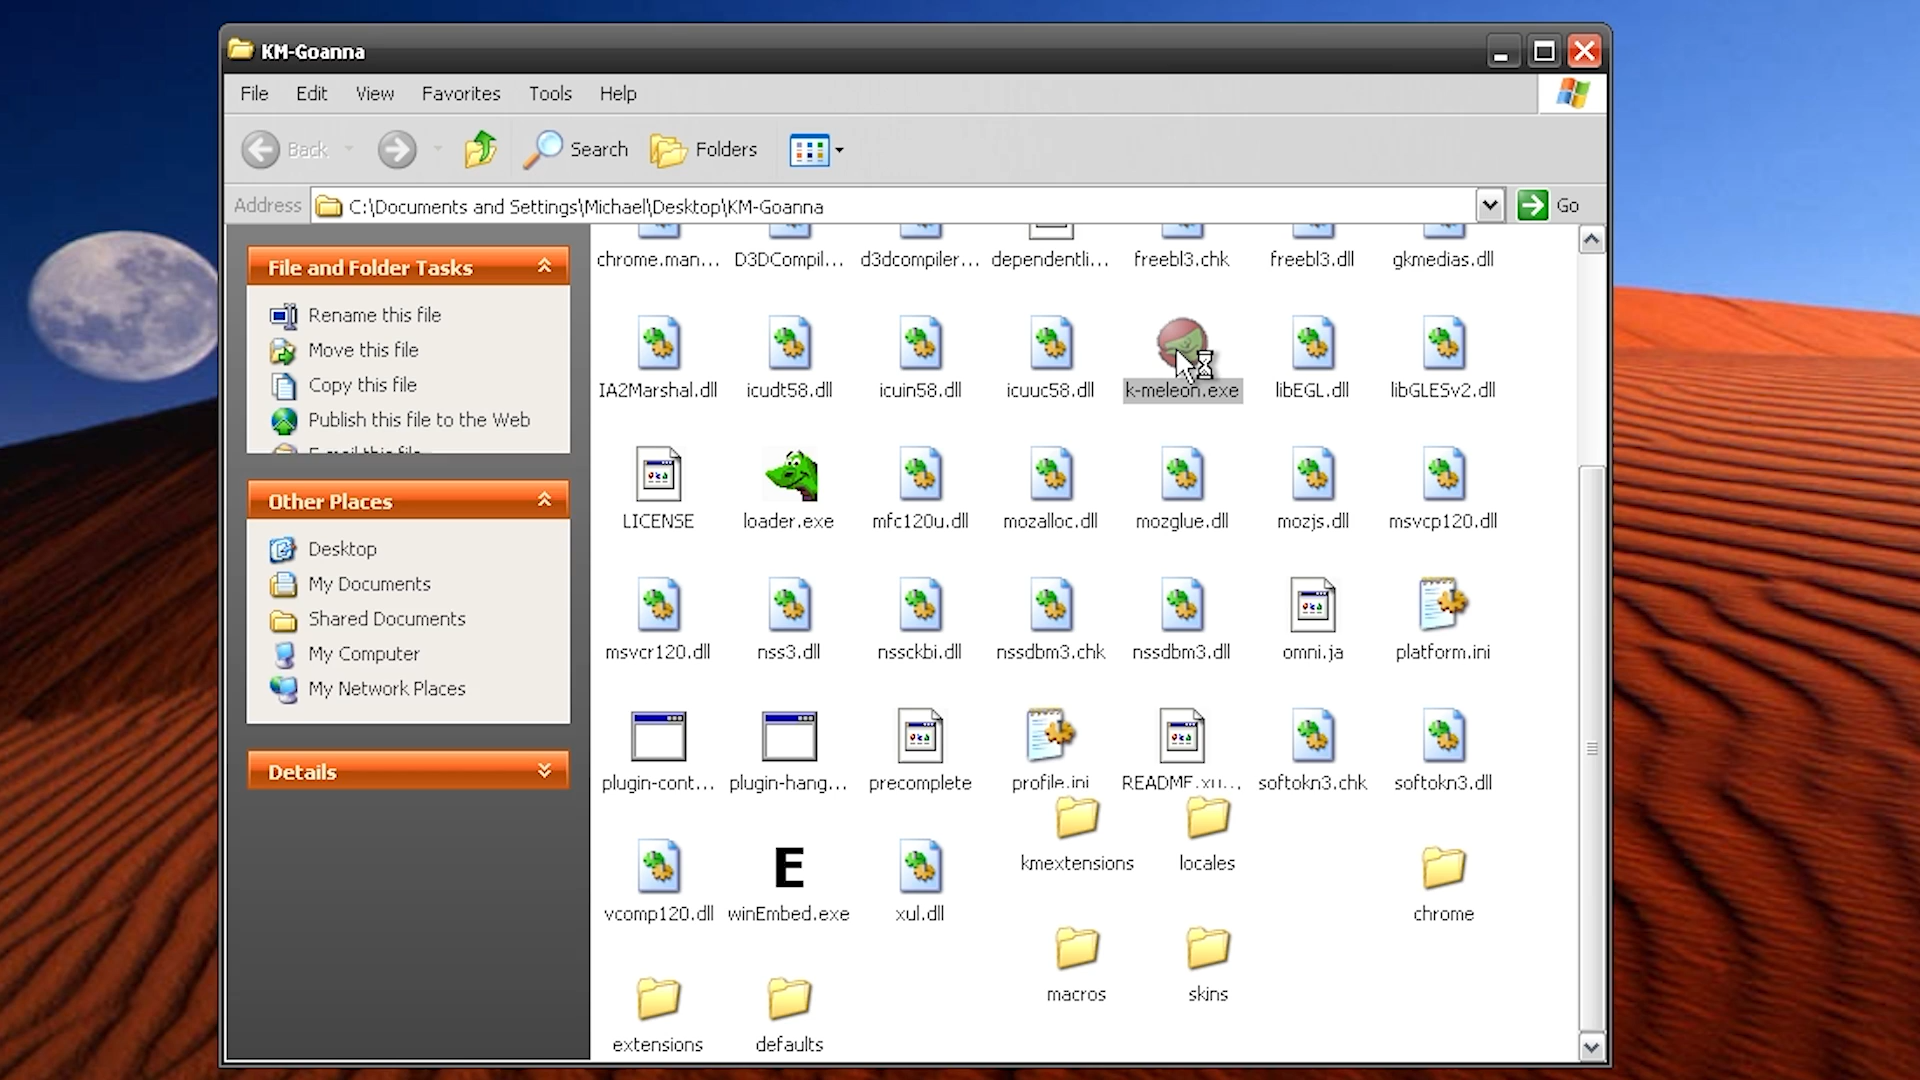 KM-Goanna
File Edit View Favorites Tools Help
Back Search Folders
Address C:\Documents and Settings\Michael\Desktop\KM-Goanna Go
File and Folder Tasks
Rename this file
Move this file
Copy this file
Publish this file to the Web
Other Places
Desktop
My Documents
Shared Documents
My Computer
My Network Places
Details
chrome.man... D3DCompil... d3dcompiler... dependentli... freebl3.chk freebl3.dll gkmedias.dll
IA2Marshal.dll icudt58.dll icuin58.dll icuuc58.dll k-meleon.exe libEGL.dll libGLESv2.dll
LICENSE loader.exe mfc120u.dll mozalloc.dll mozglue.dll mozjs.dll msvcp120.dll
msvcr120.dll nss3.dll nssckbi.dll nssdbm3.chk nssdbm3.dll omni.ja platform.ini
plugin-cont... plugin-hang... precomplete profile.ini README.xu... softokn3.chk softokn3.dll
kmextensions locales
E
vcomp120.dll winEmbed.exe xul.dll chrome
macros skins
extensions defaults